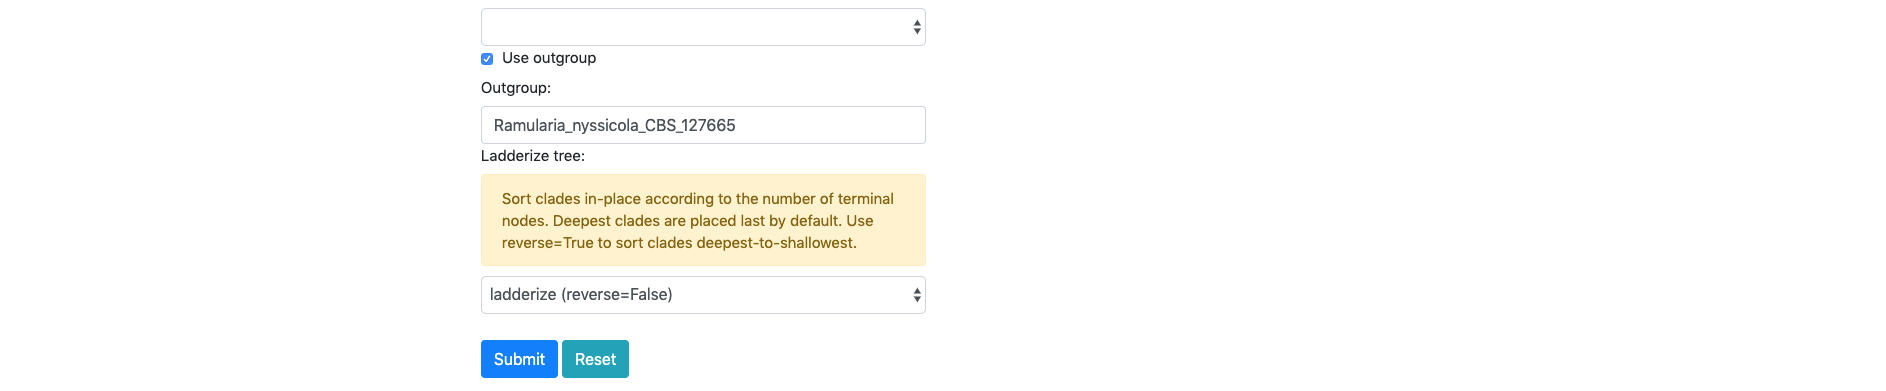 Use outgroup
Outgroup:
Ramularia_nyssicola_CBS_127665
Ladderize tree:
Sort clades in-place according to the number of terminal
nodes. Deepest clades are placed last by default. Use
reverse=True to sort clades deepest-to-shallowest.
ladderize (reverse=False)
Submit Reset